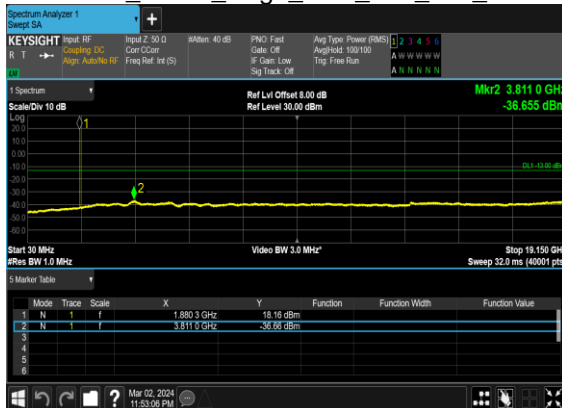 Spectrum Analyzer 1
Swept SA
+
KEYSIGHT
R T
Input: RF
Coupling: DC
Align: Auto/No RF
Input Z: 50 Ω
Corr CCorr
Freq Ref: Int (S)
#Atten: 40 dB
PNO: Fast
Gate: Off
IF Gain: Low
Sig Track: Off
Avg Type: Power (RMS)
Avg|Hold: 100/100
Trig: Free Run
1 2 3 4 5 6
A W W W W W
A N N N N N
1 Spectrum
Scale/Div 10 dB
Ref Lvl Offset 8.00 dB
Ref Level 30.00 dBm
Mkr2 3.811 0 GHz
-36.655 dBm
Log
20.0
10.0
0.00
-10.0
-20.0
-30.0
-40.0
-50.0
-60.0
1
2
DL1 -13.00 dBm
Start 30 MHz
#Res BW 1.0 MHz
Video BW 3.0 MHz*
Stop 19.150 GHz
Sweep 32.0 ms (40001 pts)
5 Marker Table
Mode Trace Scale X Y Function Function Width Function Value
1 N 1 f 1.880 3 GHz 18.16 dBm
2 N 1 f 3.811 0 GHz -36.66 dBm
3
4
5
6
?
Mar 02, 2024
11:53:06 PM